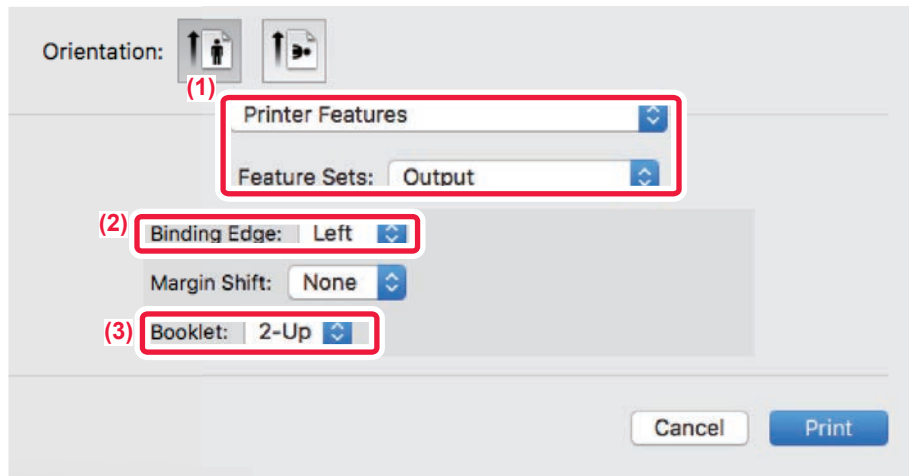 Orientation:
(1)
Printer Features
Feature Sets: Output
(2) Binding Edge: Left
Margin Shift: None
(3) Booklet: 2-Up
Cancel Print